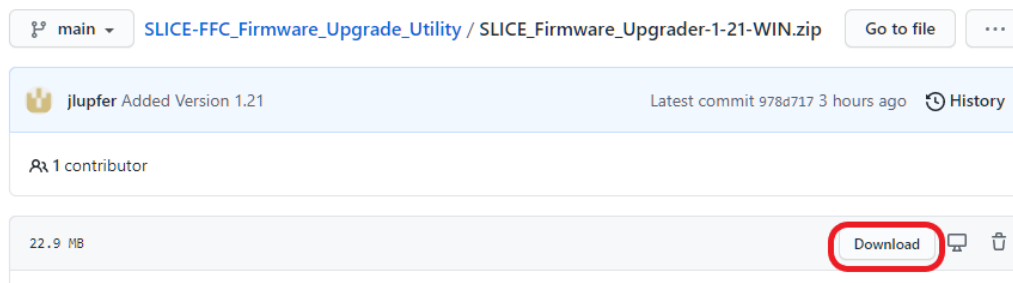 main SLICE-FFC_Firmware_Upgrade_Utility / SLICE_Firmware_Upgrader-1-21-WIN.zip Go to file ...
jlupfer Added Version 1.21 Latest commit 978d717 3 hours ago History
1 contributor
22.9 MB Download